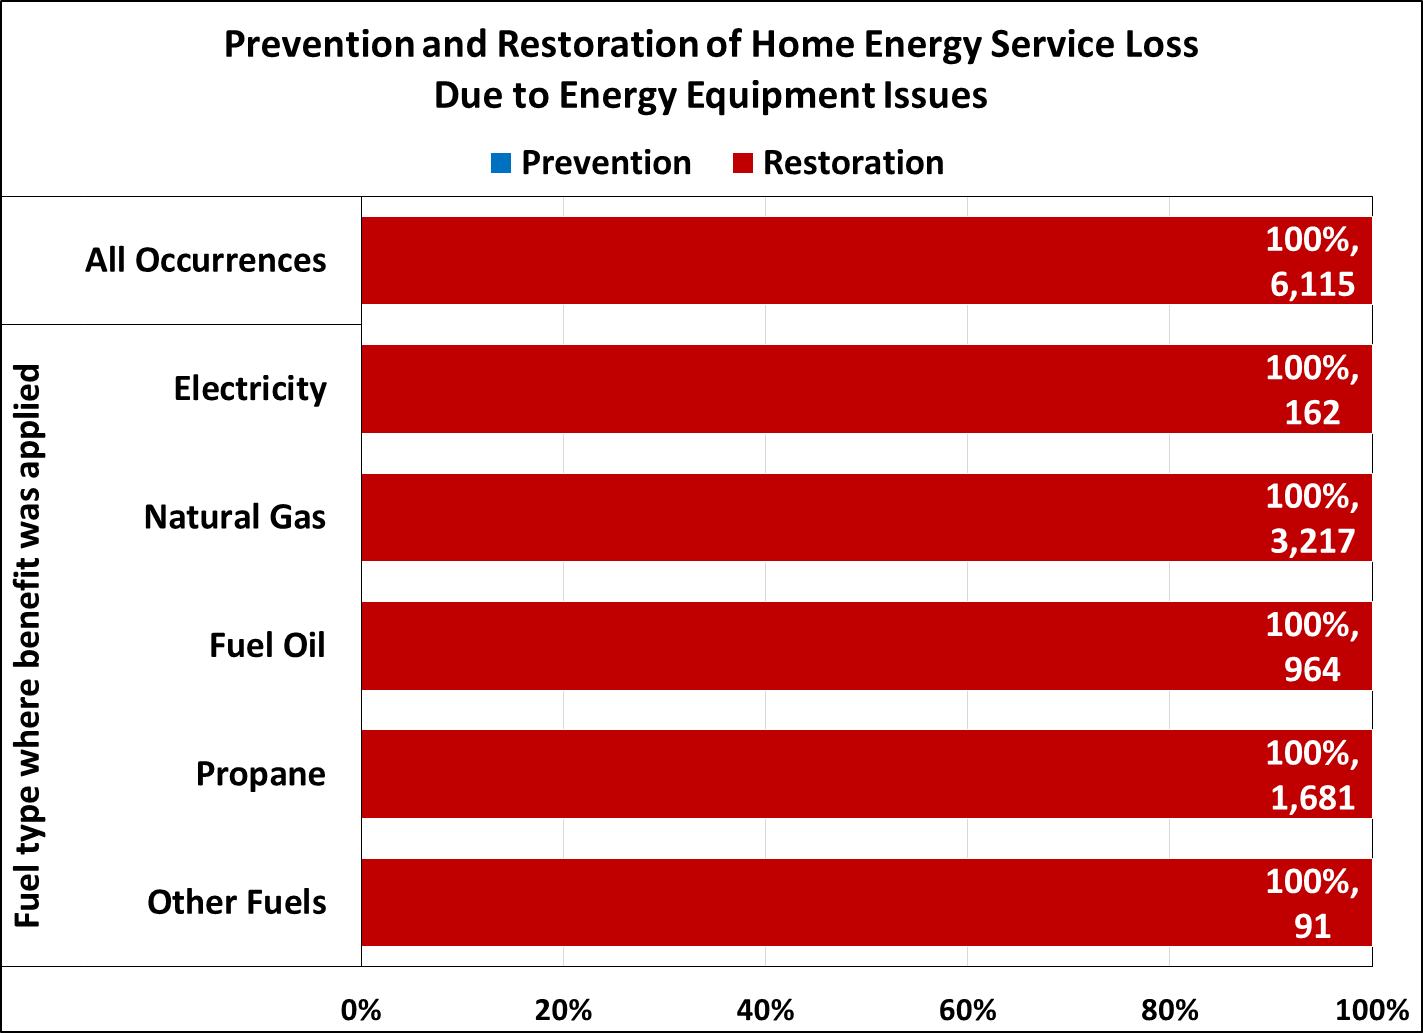 Prevention and Restoration of Home Energy Service Loss
Due to Energy Equipment Issues
Prevention Restoration
All Occurrences
100%,
6,115
Fuel type where benefit was applied
Electricity
100%,
162
Natural Gas
100%,
3,217
Fuel Oil
100%,
964
Propane
100%,
1,681
Other Fuels
100%,
91
0% 20% 40% 60% 80% 100%